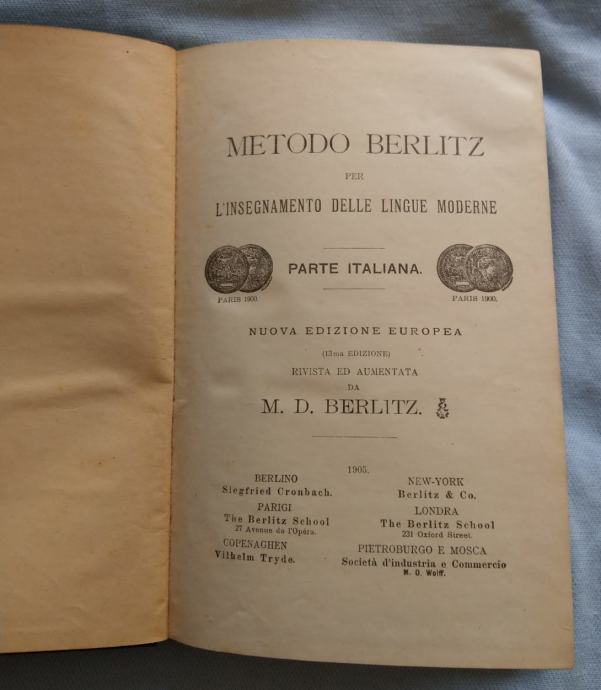 METODO BERLITZ
PER
L'INSEGNAMENTO DELLE LINGUE MODERNE
PARTE ITALIANA.
PARIS 1900.
PARIS 1900.
NUOVA EDIZIONE EUROPEA
(13ma EDIZIONE)
RIVISTA ED AUMENTATA
DA
M. D. BERLITZ.
1905.
BERLINO
Siegfried Cronbach.
PARIGI
The Berlitz School
27 Avenue de l'Opéra.
COPENAGHEN
Vilhelm Tryde.
NEW-YORK
Berlitz & Co.
LONDRA
The Berlitz School
231 Oxford Street.
PIETROBURGO E MOSCA
Società d'industria e Commercio
M. O. Wolff.